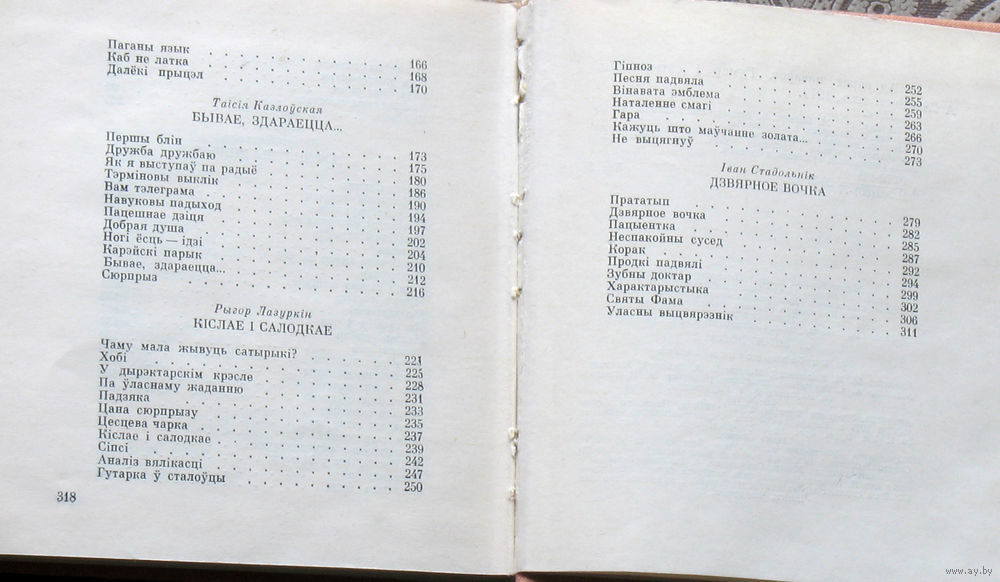 Паганы язык . . . . . . . . . . 166
Каб не латка . . . . . . . . . . 168
Далёкі прыцэл . . . . . . . . . . 170
Таісія Казлоўская
БЫВАЕ, ЗДАРАЕЦЦА...
Першы блін . . . . . . . . . . 173
Дружба дружбаю . . . . . . . . . . 175
Як я выступаў па радыё . . . . . . . . . . 180
Тэрміновы выклік . . . . . . . . . . 186
Вам тэлеграма . . . . . . . . . . 190
Навуковы падыход . . . . . . . . . . 194
Пацешнае дзіця . . . . . . . . . . 197
Добрая душа . . . . . . . . . . 202
Ногі ёсць — ідзі . . . . . . . . . . 204
Карэйскі парык . . . . . . . . . . 210
Бывае, здараецца... . . . . . . . . . . 212
Сюрпрыз . . . . . . . . . . 216
Рыгор Лазуркін
КІСЛАЕ І САЛОДКАЕ
Чаму мала жывуць сатырыкі? . . . . . . . . 221
Хобі . . . . . . . . . . 225
У дырэктарскім крэсле . . . . . . . . . . 228
Па ўласнаму жаданню . . . . . . . . . . 231
Падзяка . . . . . . . . . . 233
Цана сюрпрызу . . . . . . . . . . 235
Цесцева чарка . . . . . . . . . . 237
Кіслае і салодкае . . . . . . . . . . 239
Сіпсі . . . . . . . . . . 242
Аналіз вялікасці . . . . . . . . . . 247
Гутарка ў сталоўцы . . . . . . . . . . 250
318
Гіпноз . . . . . . . . . . 252
Песня падвяла . . . . . . . . . . 255
Вінавата эмблема . . . . . . . . . . 259
Наталенне смагі . . . . . . . . . . 263
Гара . . . . . . . . . . 266
Кажуць што маўчанне золата... . . . . . . . 270
Не выцягнуў . . . . . . . . . . 273
Іван Стадольнік
ДЗВЯРНОЕ ВОЧКА
Прататып . . . . . . . . . . 279
Дзвярное вочка . . . . . . . . . . 282
Пацыентка . . . . . . . . . . 285
Неспакойны сусед . . . . . . . . . . 287
Корак . . . . . . . . . . 292
Продкі падвялі . . . . . . . . . . 294
Зубны доктар . . . . . . . . . . 299
Характарыстыка . . . . . . . . . . 302
Святы Фама . . . . . . . . . . 306
Уласны выцвярэзнік . . . . . . . . . . 311
www.ay.by